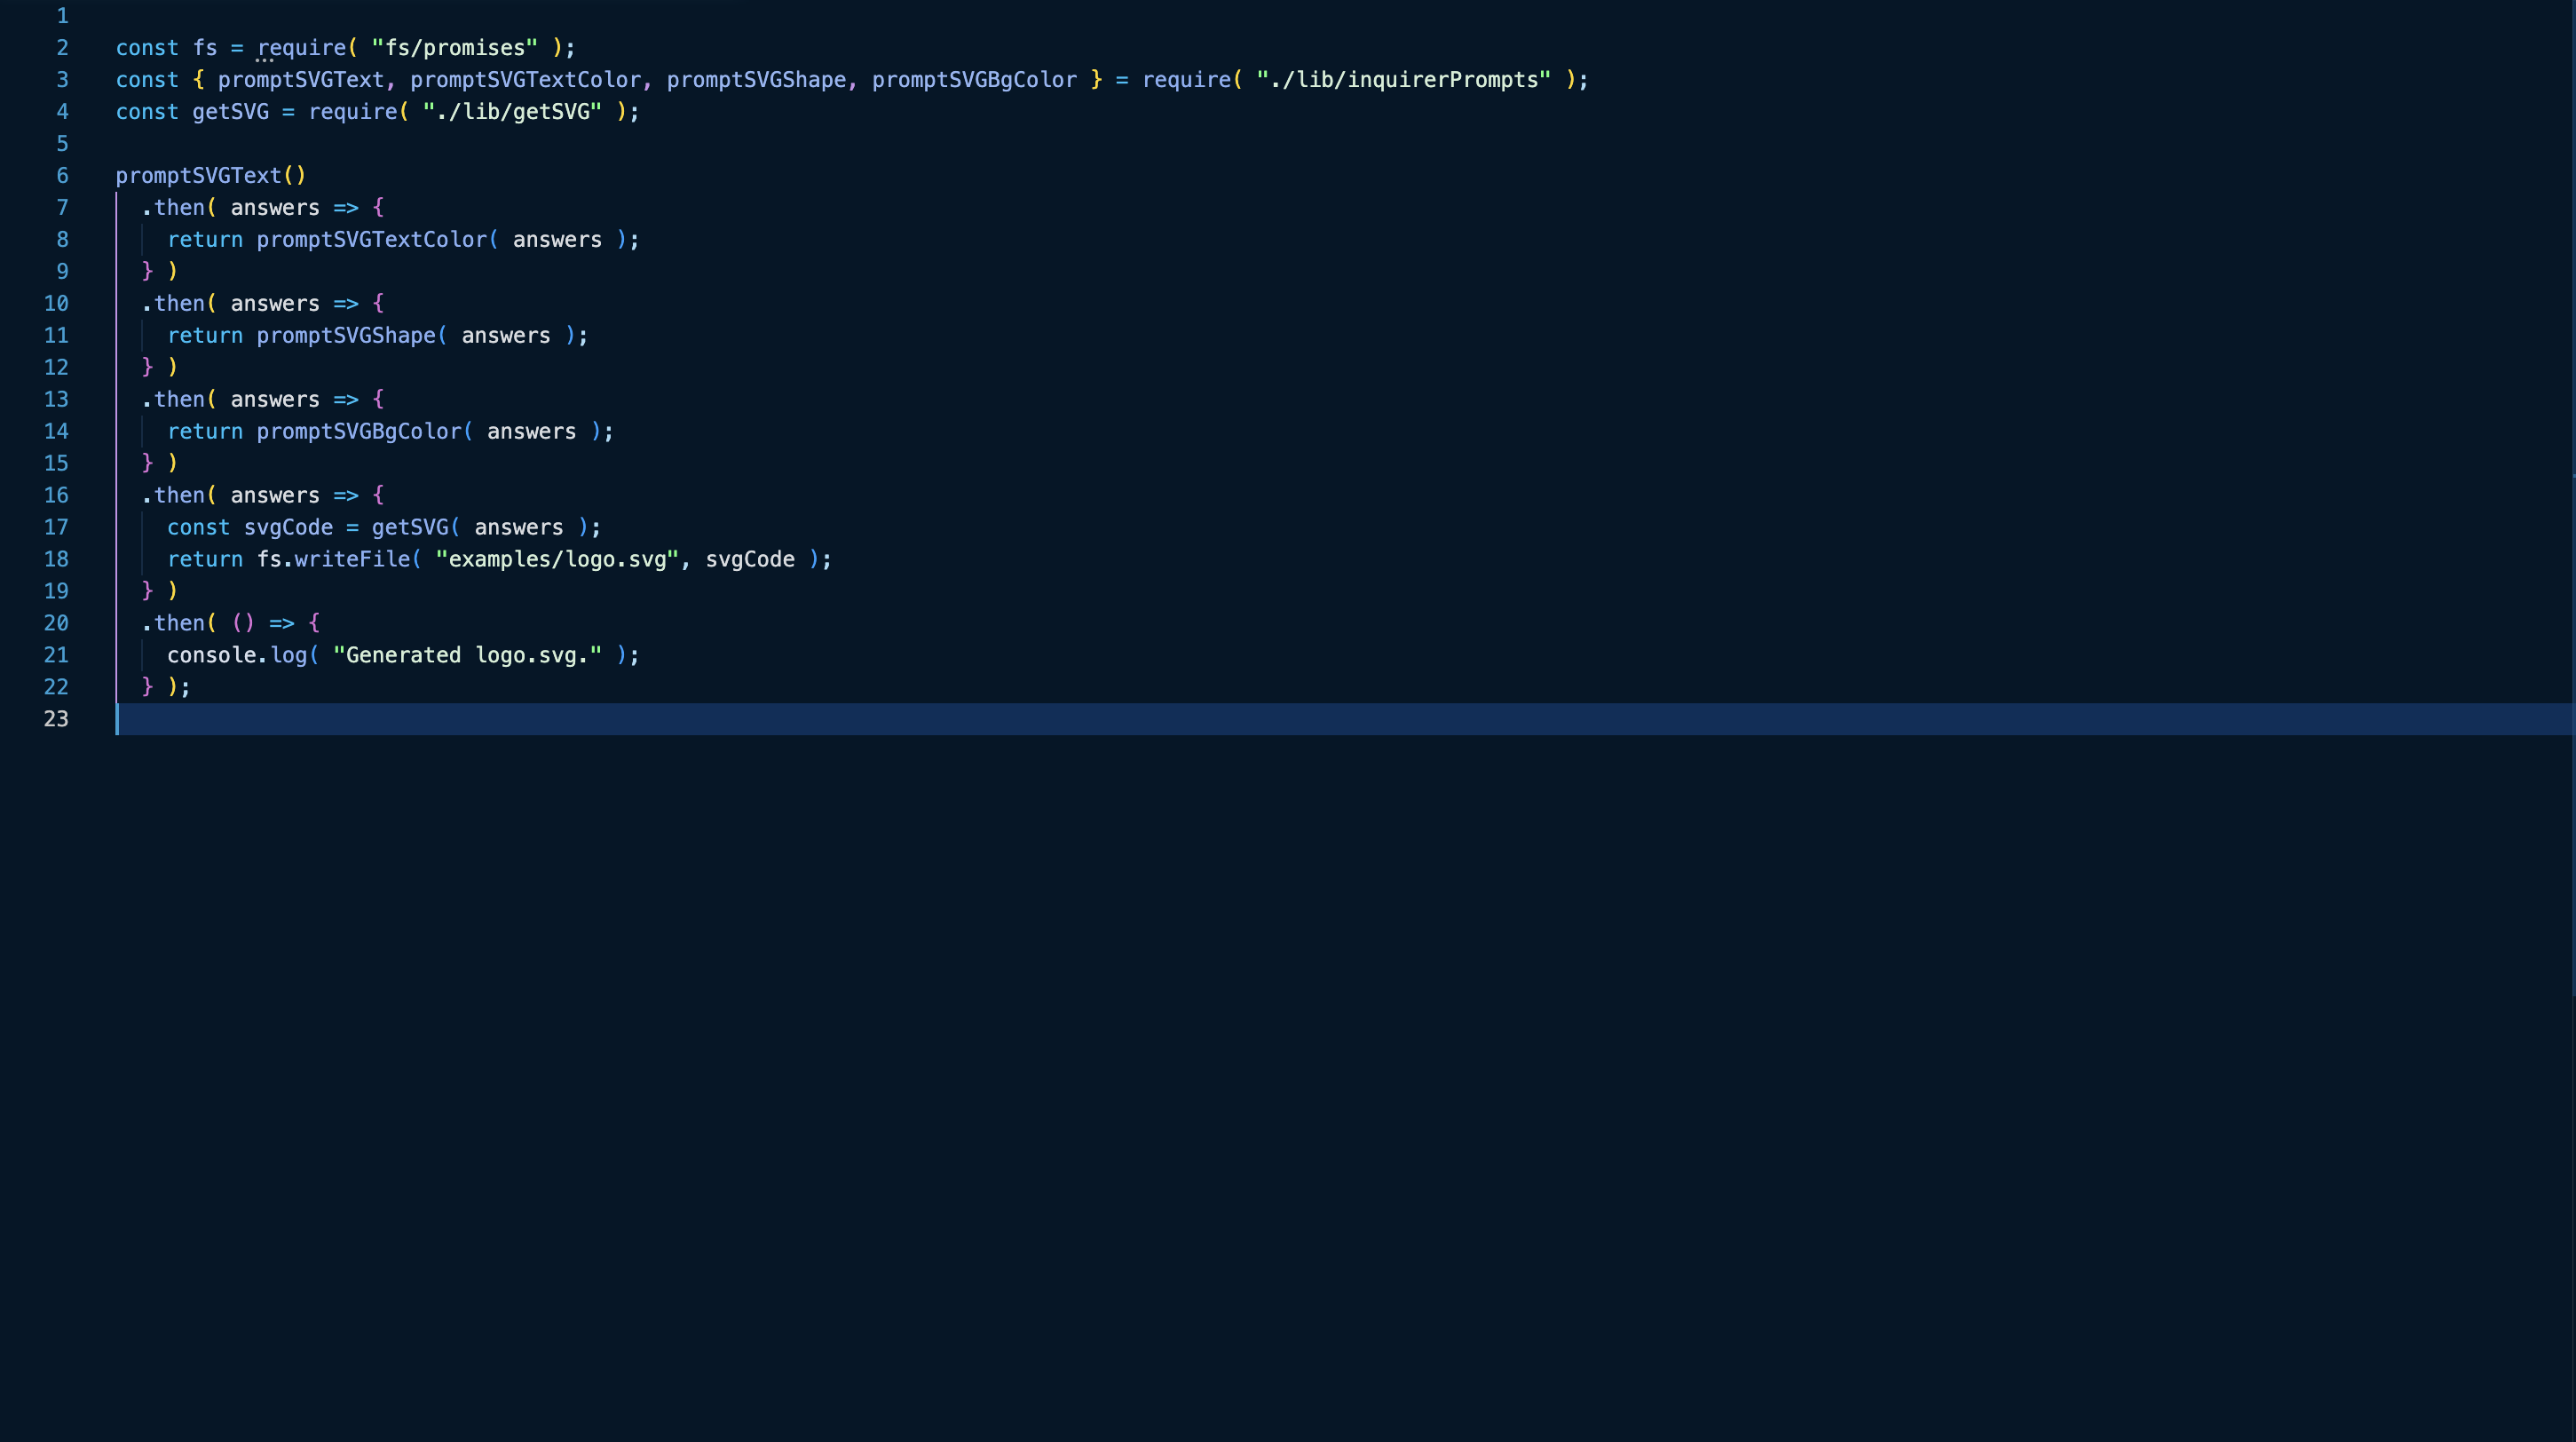 1
2 const fs = require( "fs/promises" );
3 const { promptSVGText, promptSVGTextColor, promptSVGShape, promptSVGBgColor } = require( "./lib/inquirerPrompts" );
4 const getSVG = require( "./lib/getSVG" );
5
6 promptSVGText()
7   .then( answers => {
8     return promptSVGTextColor( answers );
9   } )
10   .then( answers => {
11     return promptSVGShape( answers );
12   } )
13   .then( answers => {
14     return promptSVGBgColor( answers );
15   } )
16   .then( answers => {
17     const svgCode = getSVG( answers );
18     return fs.writeFile( "examples/logo.svg", svgCode );
19   } )
20   .then( () => {
21     console.log( "Generated logo.svg." );
22   } );
23